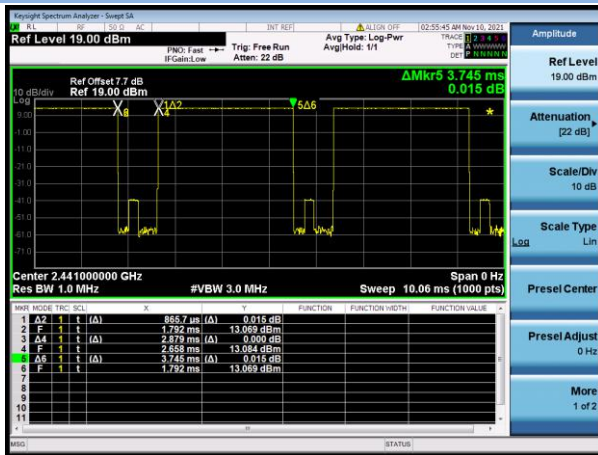 Keysight Spectrum Analyzer - Swept SA
RL RF 50 Ω AC INT REF ALIGN OFF 02:55:45 AM Nov 10, 2021
Ref Level 19.00 dBm
PNO: Fast
IFGain:Low
Trig: Free Run
Atten: 22 dB
Avg Type: Log-Pwr
Avg|Hold: 1/1
TRACE 1 2 3 4 5 6
TYPE A WWWWW
DET P NNNNN
Ref Offset 7.7 dB
Ref 19.00 dBm
10 dB/div
Log
ΔMkr5 3.745 ms
0.015 dB
9.00
-1.00
-11.0
-21.0
-31.0
-41.0
-51.0
-61.0
-71.0
1Δ2
4
5Δ6
Center 2.441000000 GHz
Span 0 Hz
Res BW 1.0 MHz
#VBW 3.0 MHz
Sweep 10.06 ms (1000 pts)
MKR MODE TRC SCL X Y FUNCTION FUNCTION WIDTH FUNCTION VALUE
1 Δ2 1 t (Δ) 865.7 µs (Δ) 0.015 dB
2 F 1 t 1.792 ms 13.069 dBm
3 Δ4 1 t (Δ) 2.879 ms (Δ) 0.000 dB
4 F 1 t 2.658 ms 13.084 dBm
5 Δ6 1 t (Δ) 3.745 ms (Δ) 0.015 dB
6 F 1 t 1.792 ms 13.069 dBm
7
8
9
10
11
MSG
STATUS
Amplitude
Ref Level
19.00 dBm
Attenuation
[22 dB]
Scale/Div
10 dB
Scale Type
Log Lin
Presel Center
Presel Adjust
0 Hz
More
1 of 2